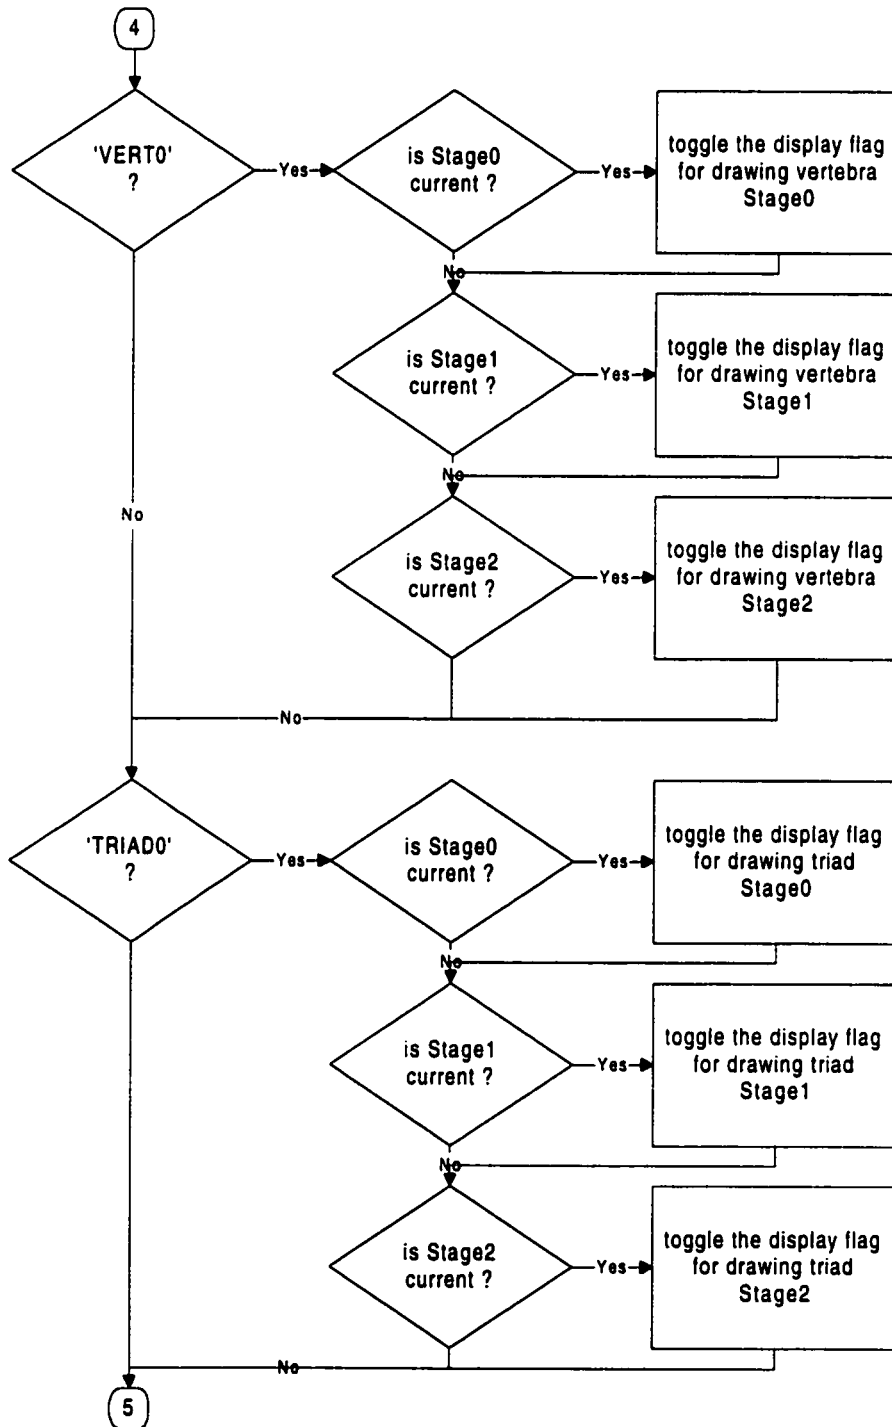 4
'VERT0'
?
Yes
is Stage0
current ?
Yes
toggle the display flag
for drawing vertebra
Stage0
No
is Stage1
current ?
Yes
toggle the display flag
for drawing vertebra
Stage1
No
No
is Stage2
current ?
Yes
toggle the display flag
for drawing vertebra
Stage2
No
'TRIAD0'
?
Yes
is Stage0
current ?
Yes
toggle the display flag
for drawing triad
Stage0
No
is Stage1
current ?
Yes
toggle the display flag
for drawing triad
Stage1
No
is Stage2
current ?
Yes
toggle the display flag
for drawing triad
Stage2
No
5